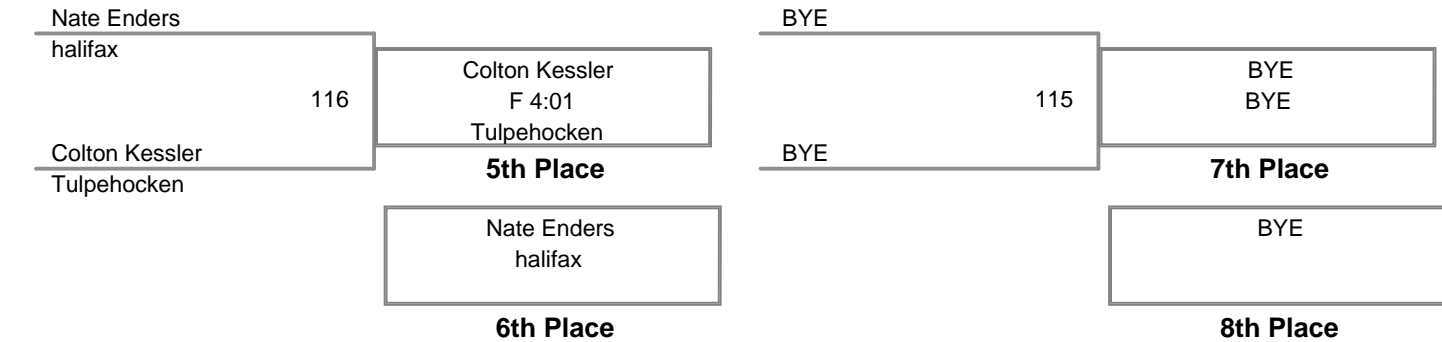 Nate Enders
halifax
116
Colton Kessler
Tulpehocken
Colton Kessler
F 4:01
Tulpehocken
5th Place
Nate Enders
halifax
6th Place
BYE
115
BYE
BYE
BYE
7th Place
BYE
8th Place